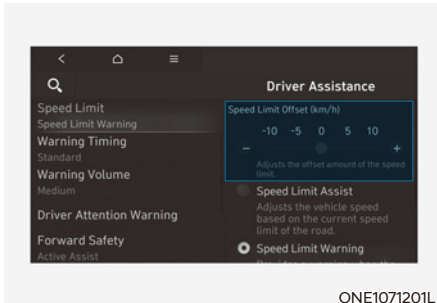 Driver Assistance
Speed Limit
Speed Limit Warning
Warning Timing
Standard
Warning Volume
Medium
Driver Attention Warning
Forward Safety
Active Assist
Speed Limit Offset (km/h)
-10 -5 0 5 10
− +
Adjusts the offset amount of the speed
limit.
Speed Limit Assist
Adjusts the vehicle speed
based on the current speed
limit of the road.
Speed Limit Warning
ONE1071201L